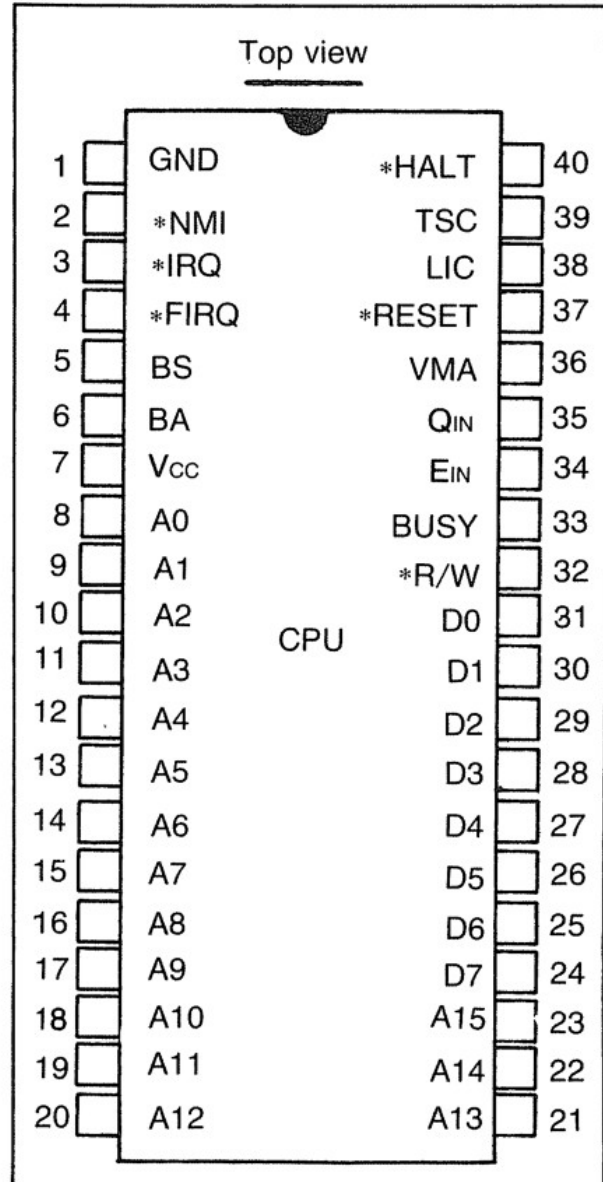 Top view
1 GND *HALT 40
2 *NMI TSC 39
3 *IRQ LIC 38
4 *FIRQ *RESET 37
5 BS VMA 36
6 BA QIN 35
7 VCC EIN 34
8 A0 BUSY 33
9 A1 *R/W 32
10 A2 D0 31
CPU
11 A3 D1 30
12 A4 D2 29
13 A5 D3 28
14 A6 D4 27
15 A7 D5 26
16 A8 D6 25
17 A9 D7 24
18 A10 A15 23
19 A11 A14 22
20 A12 A13 21